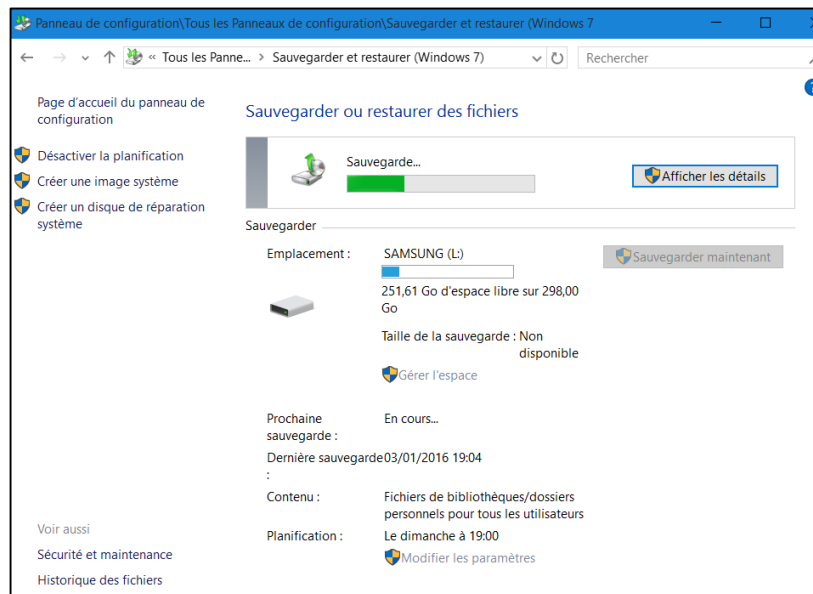 Panneau de configuration\Tous les Panneaux de configuration\Sauvegarder et restaurer (Windows 7
« Tous les Panne... > Sauvegarder et restaurer (Windows 7)
Rechercher
Page d'accueil du panneau de
configuration
Désactiver la planification
Créer une image système
Créer un disque de réparation
système
Voir aussi
Sécurité et maintenance
Historique des fichiers
Sauvegarder ou restaurer des fichiers
Sauvegarde...
Afficher les détails
Sauvegarder
Emplacement :
SAMSUNG (L:)
Sauvegarder maintenant
251,61 Go d'espace libre sur 298,00
Go
Taille de la sauvegarde : Non
disponible
Gérer l'espace
Prochaine
sauvegarde :
En cours...
Dernière sauvegarde
:
03/01/2016 19:04
Contenu :
Fichiers de bibliothèques/dossiers
personnels pour tous les utilisateurs
Planification :
Le dimanche à 19:00
Modifier les paramètres